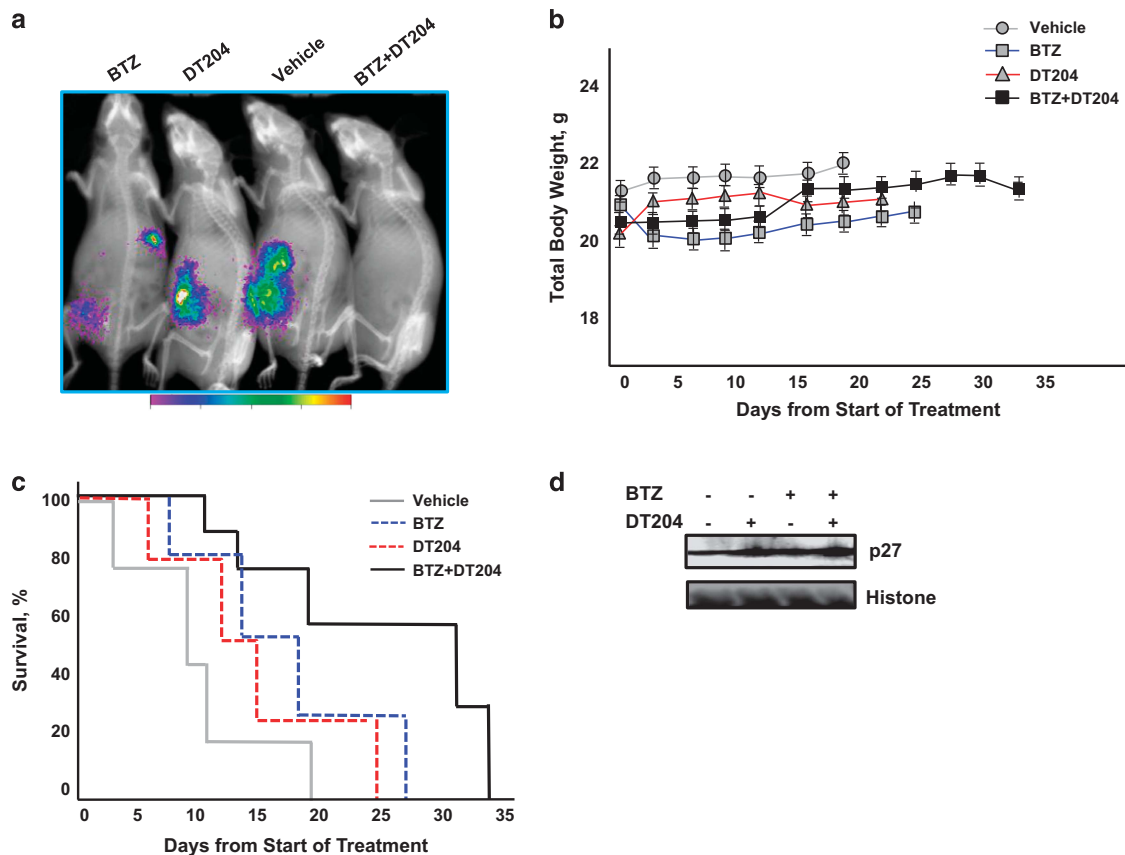 a
BTZ
DT204
Vehicle
BTZ+DT204
b
Vehicle
BTZ
DT204
BTZ+DT204
Total Body Weight, g
24
22
20
18
0 5 10 15 20 25 30 35
Days from Start of Treatment
c
Vehicle
BTZ
DT204
BTZ+DT204
Survival, %
100
80
60
40
20
0
0 5 15 15 20 25 30 35
Days from Start of Treatment
d
BTZ - - + +
DT204 - + - +
p27
Histone